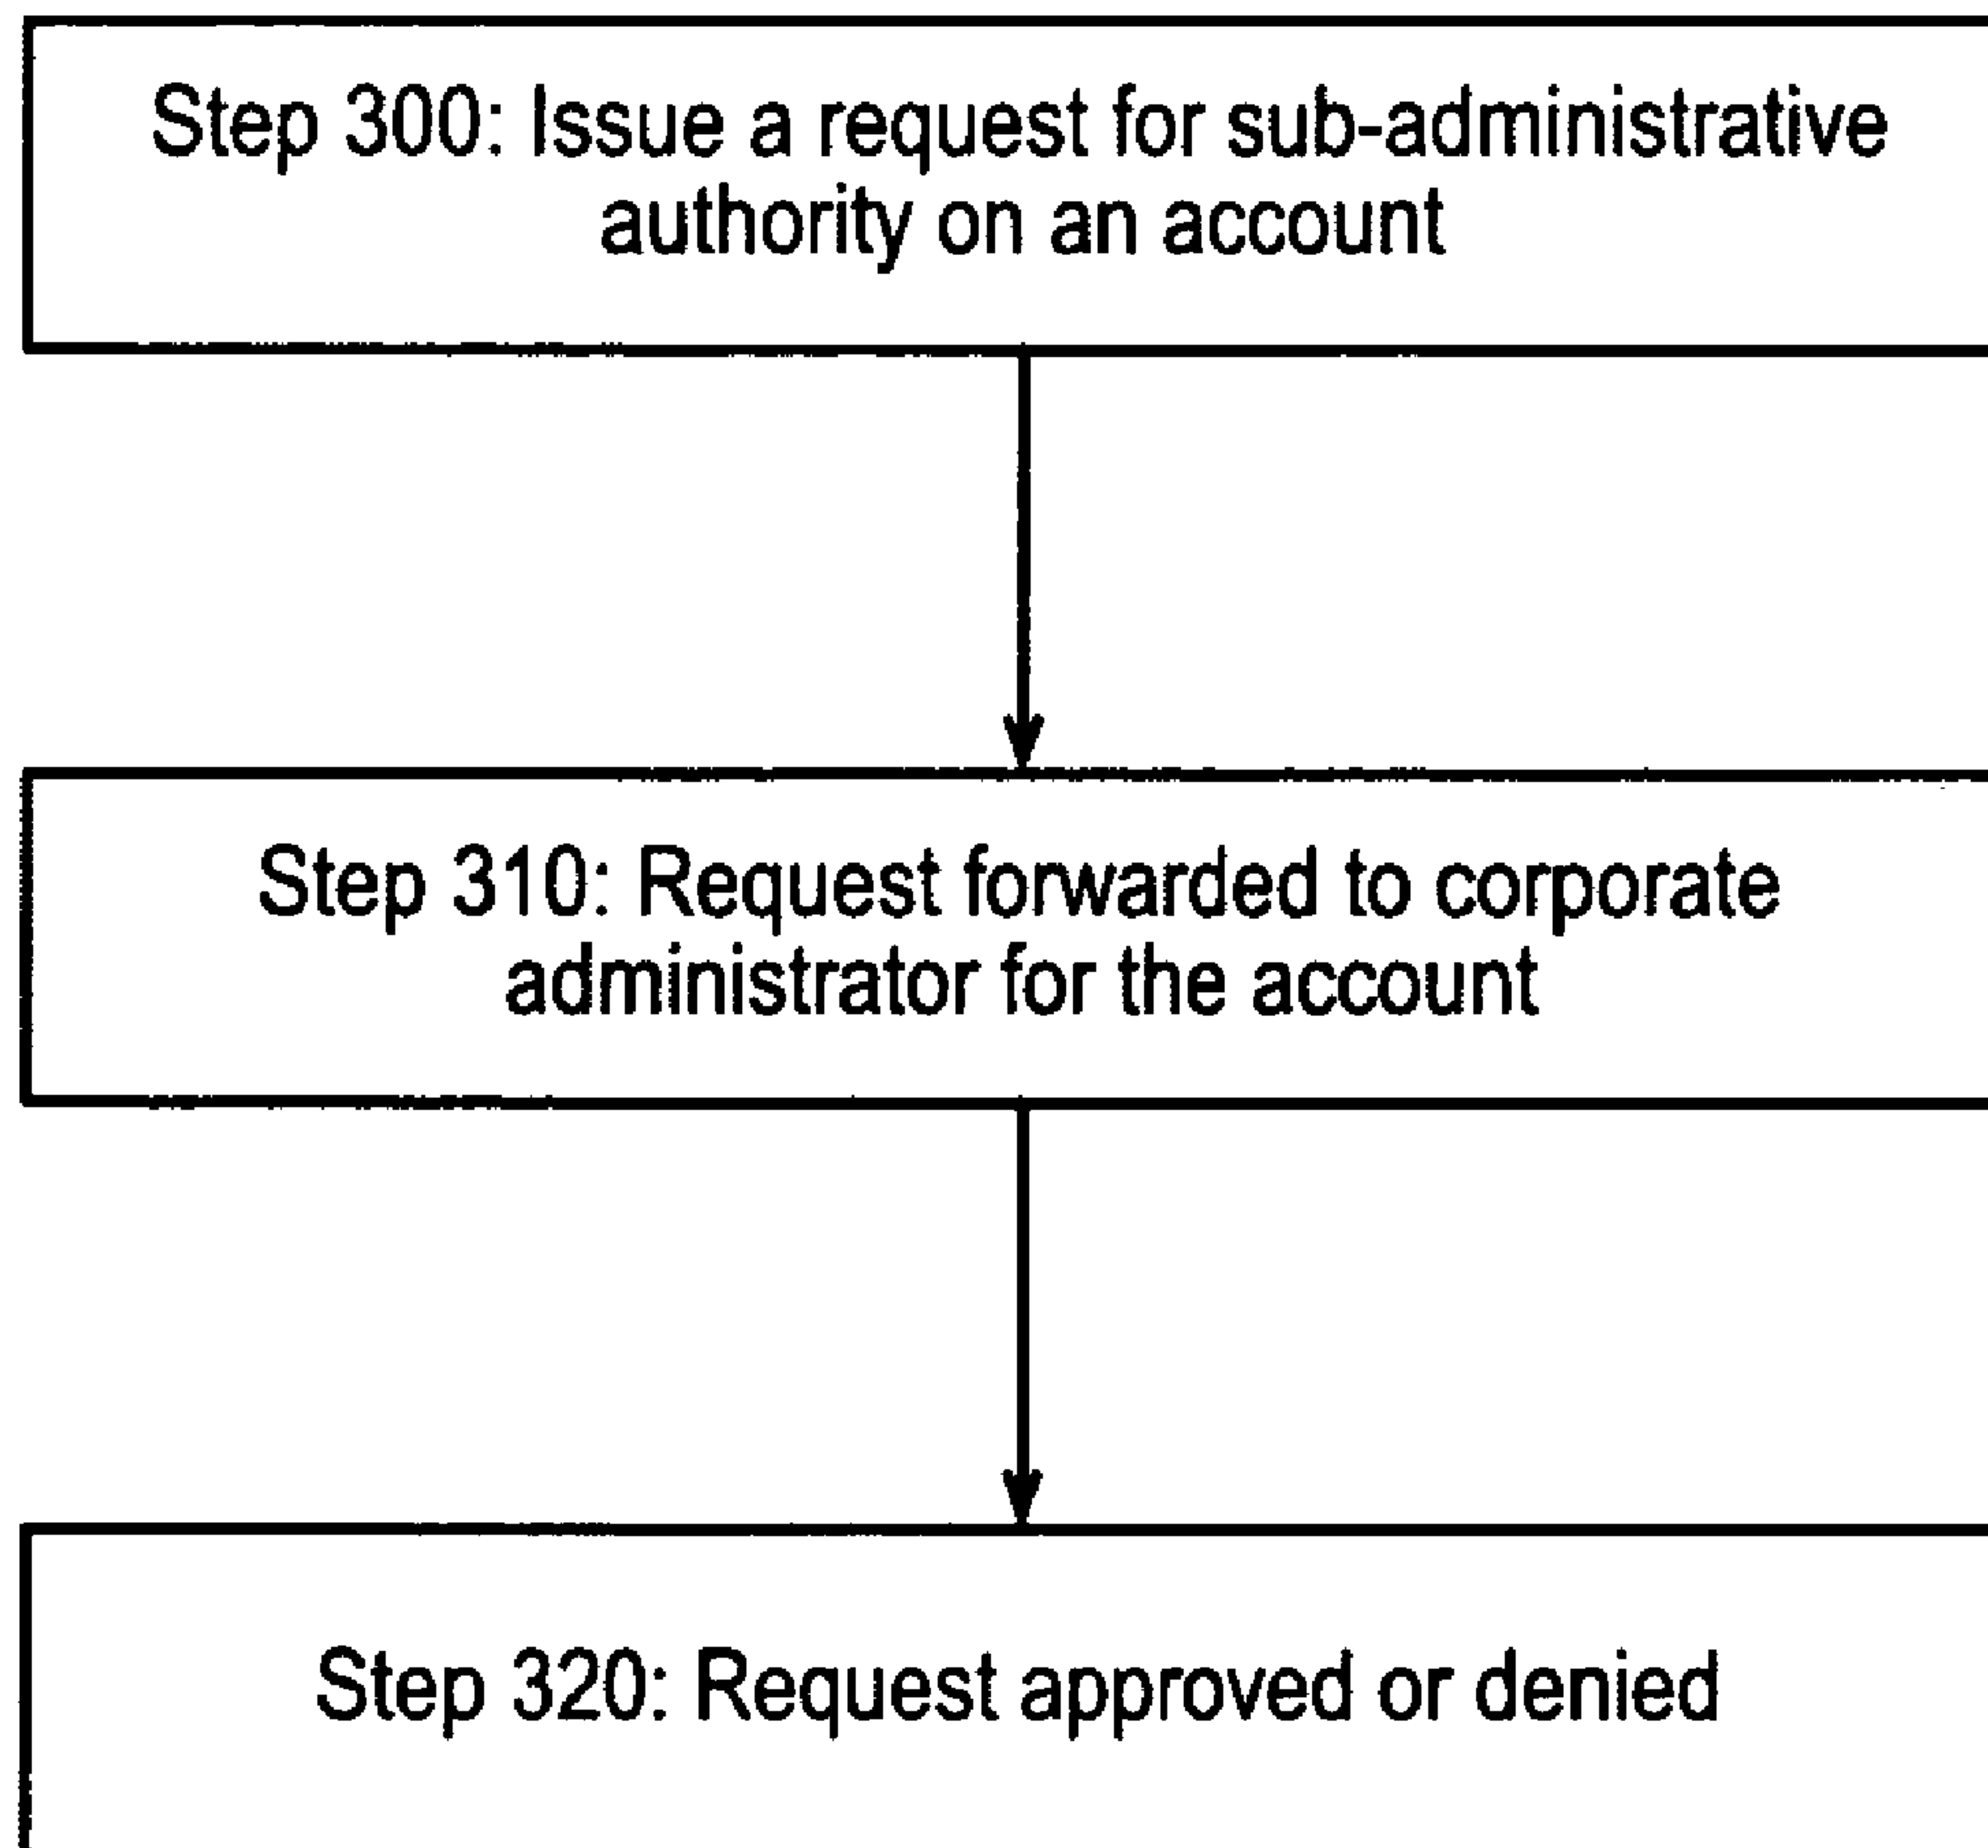 Step 300: Issue a request for sub-administrative
authority on an account
Step 310: Request forwarded to corporate
administrator for the account
Step 320: Request approved or denied